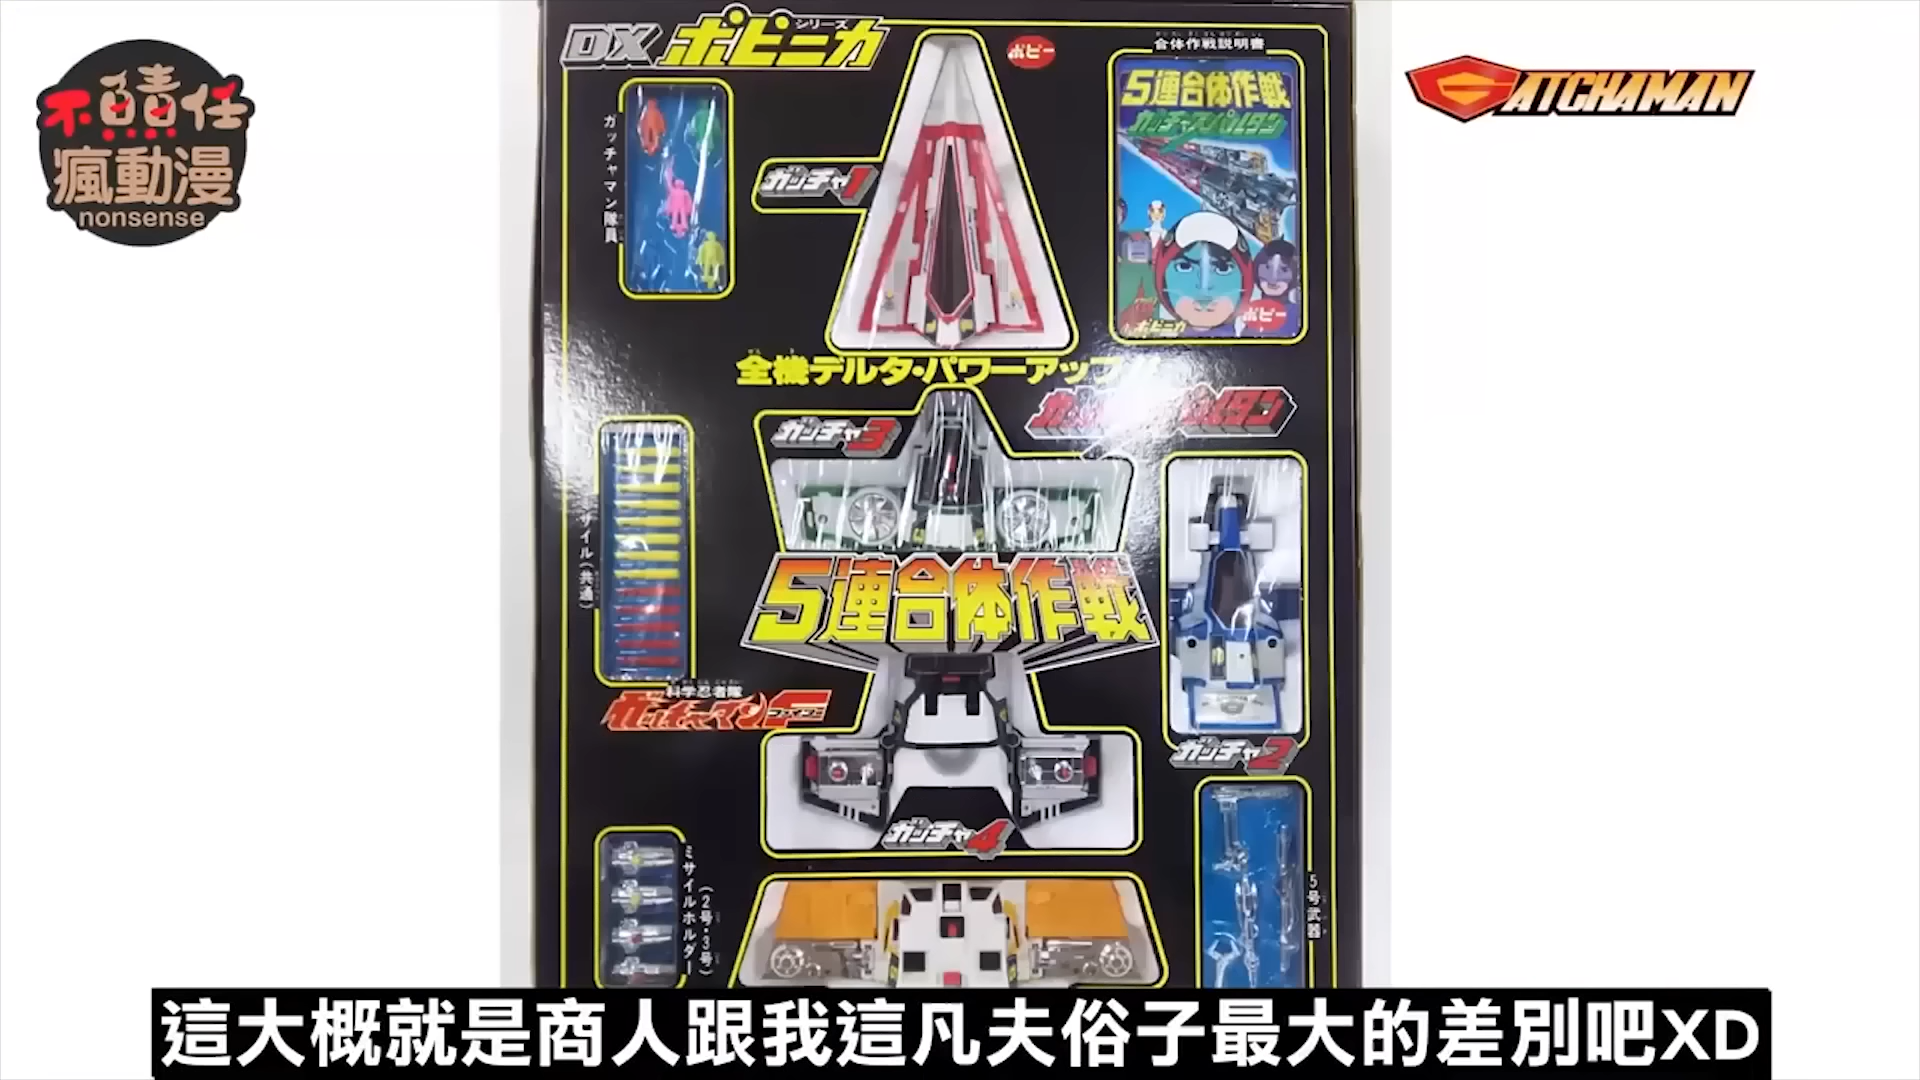 不負責任
瘋動漫
nonsense
GATCHAMAN
DXポピニカシリーズ
ポピー
合体作戦説明書
5連合体作戦
ガッチャスパルタン
ポピニカ
ポピー
ガッチャマン隊員
ガッチャ1
全機デルタ・パワーアップ
ガッチャ3
サイル(共通)
5連合体作戦
科学忍者隊
ガッチャマンF
ファイター
ガッチャ2
ガッチャ4
ミサイルホルダー
(2号・3号)
5号武器
這大概就是商人跟我這凡夫俗子最大的差別吧XD